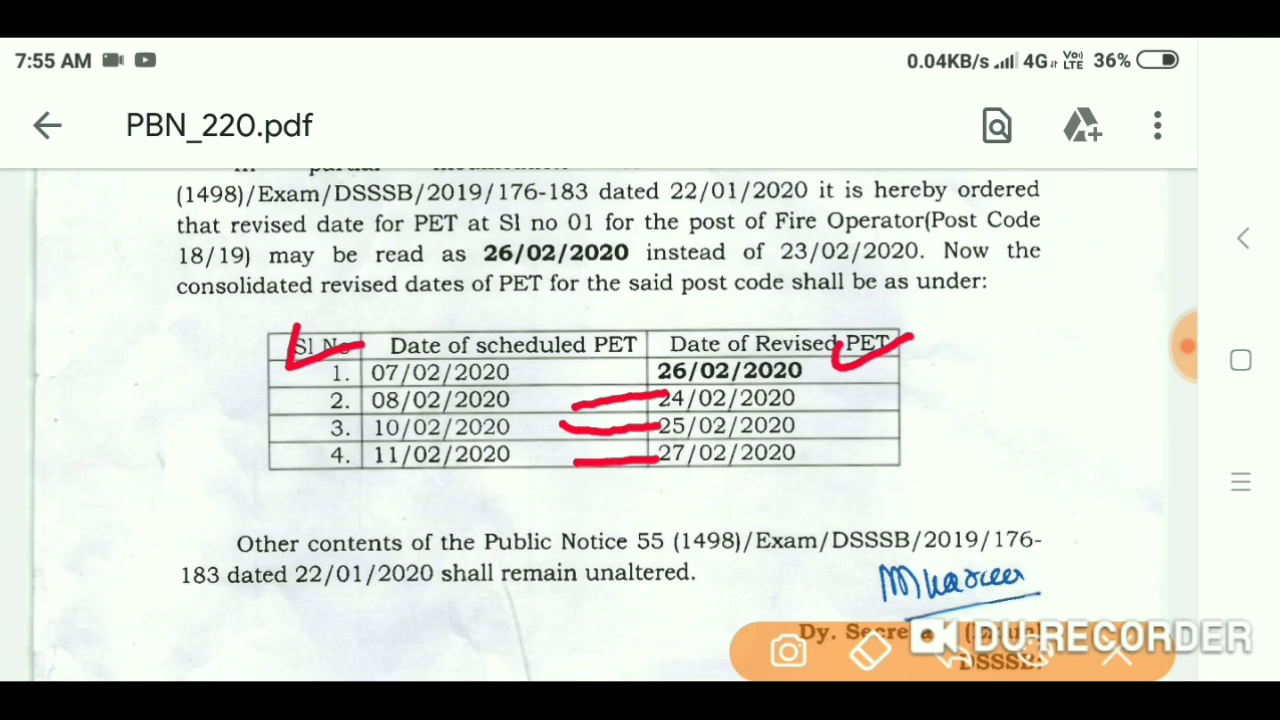 7:55 AM
0.04KB/s 4G VoLTE 36%
PBN_220.pdf
(1498)/Exam/DSSSB/2019/176-183 dated 22/01/2020 it is hereby ordered
that revised date for PET at Sl no 01 for the post of Fire Operator(Post Code
18/19) may be read as 26/02/2020 instead of 23/02/2020. Now the
consolidated revised dates of PET for the said post code shall be as under:
Sl No Date of scheduled PET Date of Revised PET
1. 07/02/2020 26/02/2020
2. 08/02/2020 24/02/2020
3. 10/02/2020 25/02/2020
4. 11/02/2020 27/02/2020
Other contents of the Public Notice 55 (1498)/Exam/DSSSB/2019/176-
183 dated 22/01/2020 shall remain unaltered.
Dy.
DU RECORDER
DSSSB